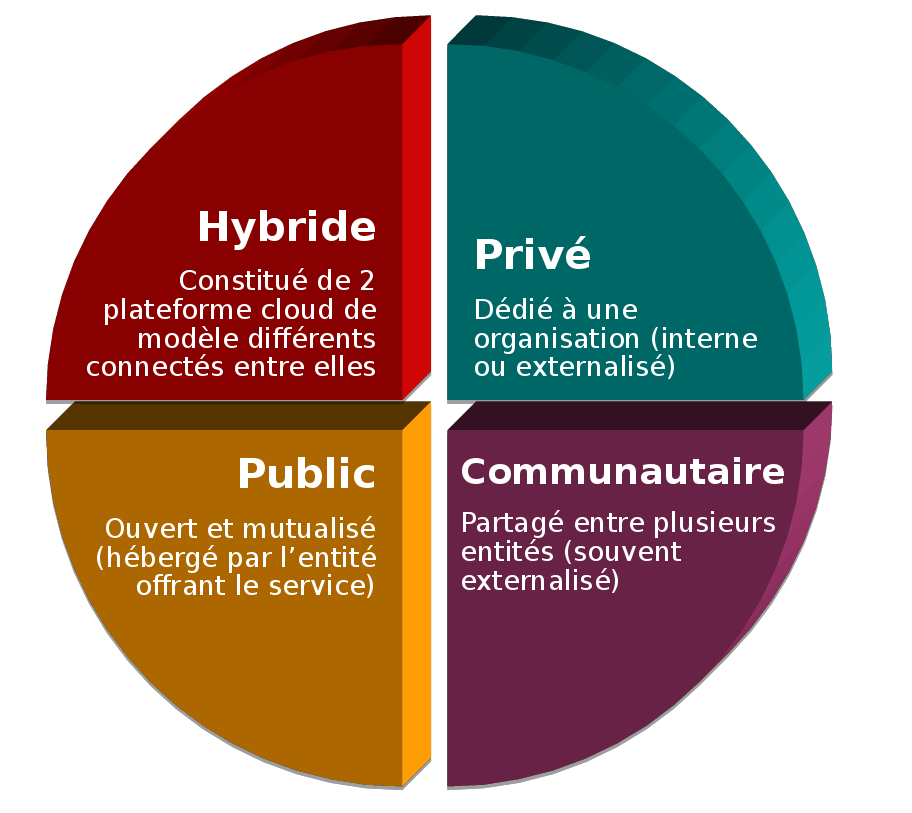 Hybride
Constitué de 2
plateforme cloud de
modèle différents
connectés entre elles
Privé
Dédié à une
organisation (interne
ou externalisé)
Public
Ouvert et mutualisé
(hébergé par l’entité
offrant le service)
Communautaire
Partagé entre plusieurs
entités (souvent
externalisé)